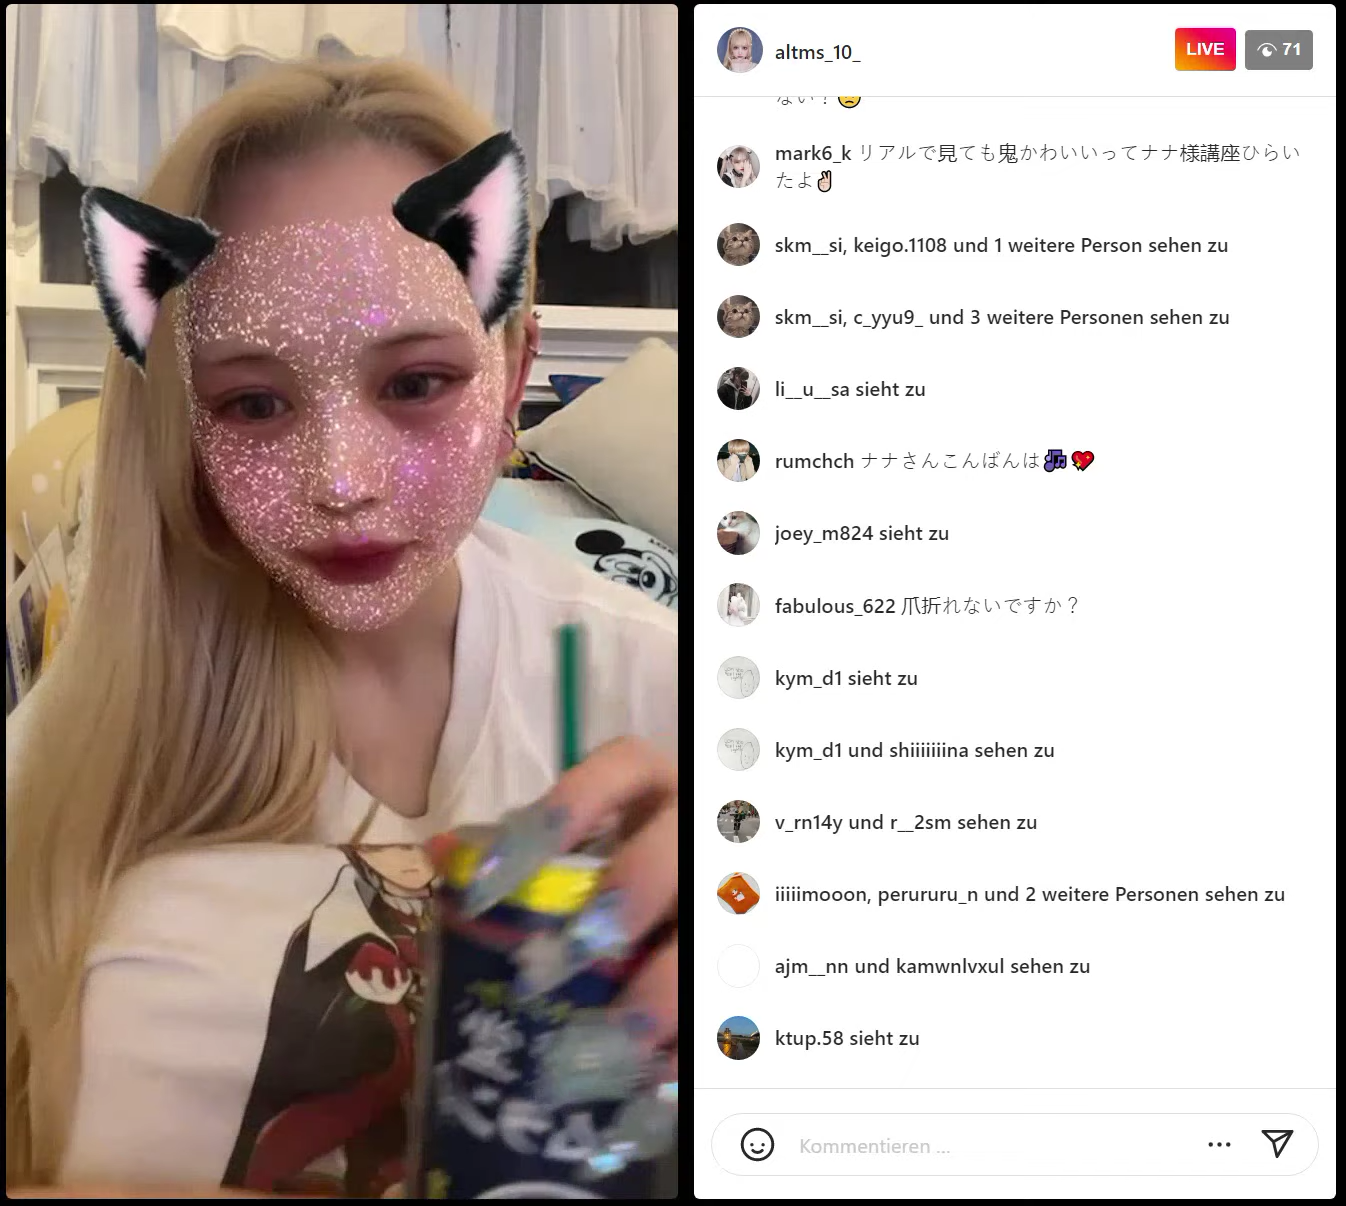 altms_10_
LIVE
71
ない？😟
mark6_k リアルで見ても鬼かわいいってナナ様講座ひらい
たよ✌🏻
skm__si, keigo.1108 und 1 weitere Person sehen zu
skm__si, c_yyu9_ und 3 weitere Personen sehen zu
li__u__sa sieht zu
rumchch ナナさんこんばんは🎶💖
joey_m824 sieht zu
fabulous_622 爪折れないですか？
kym_d1 sieht zu
kym_d1 und shiiiiiiina sehen zu
v_rn14y und r__2sm sehen zu
iiiiimooon, perururu_n und 2 weitere Personen sehen zu
ajm__nn und kamwnlvxul sehen zu
ktup.58 sieht zu
Kommentieren ...